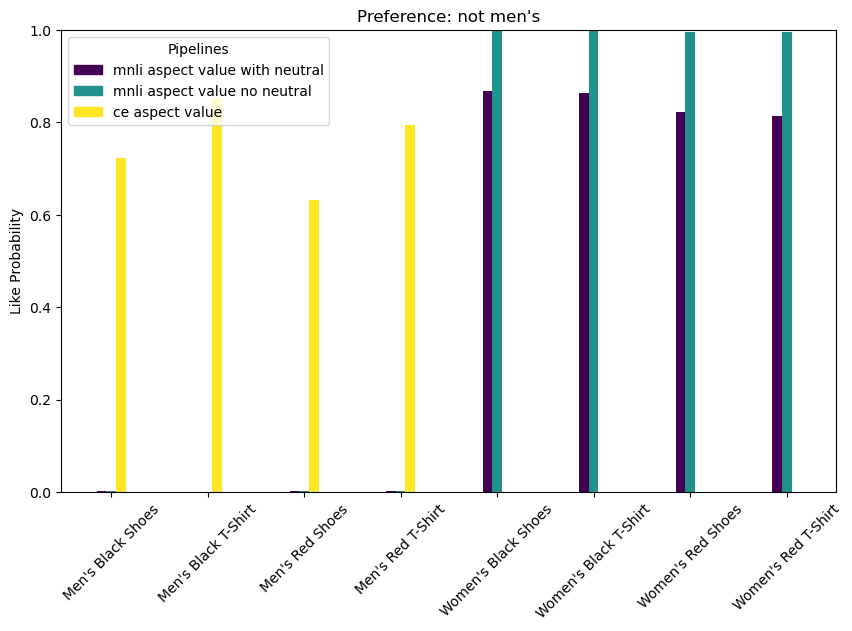 Preference: not men's
Pipelines
mnli aspect value with neutral
mnli aspect value no neutral
ce aspect value
Like Probability
1.0
0.8
0.6
0.4
0.2
0.0
Men's Black Shoes
Men's Black T-Shirt
Men's Red Shoes
Men's Red T-Shirt
Women's Black Shoes
Women's Black T-Shirt
Women's Red Shoes
Women's Red T-Shirt